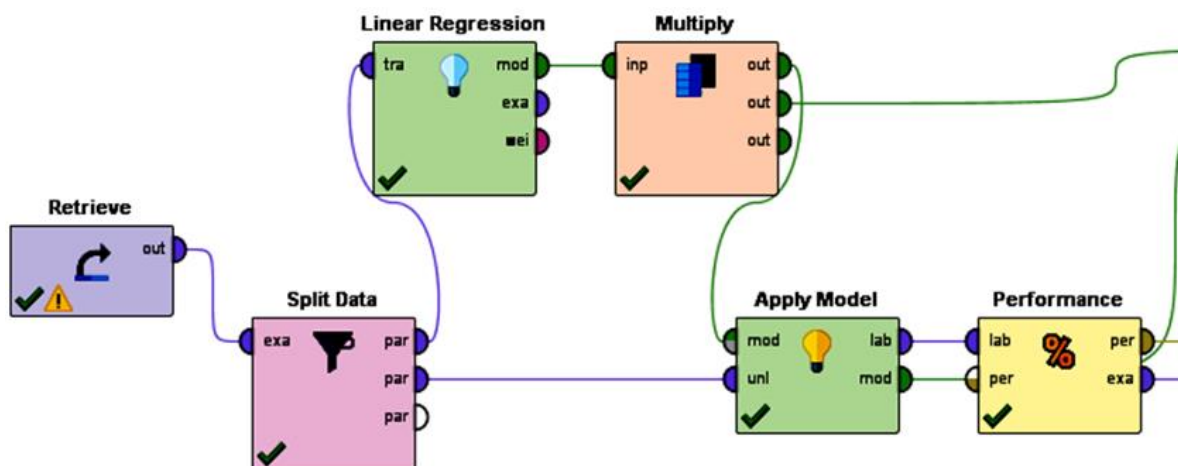 Linear Regression
tra
mod
exa
■ei
Multiply
inp
out
out
out
Retrieve
out
Split Data
exa
par
par
par
Apply Model
mod
unl
lab
mod
Performance
lab
per
%
per
exa